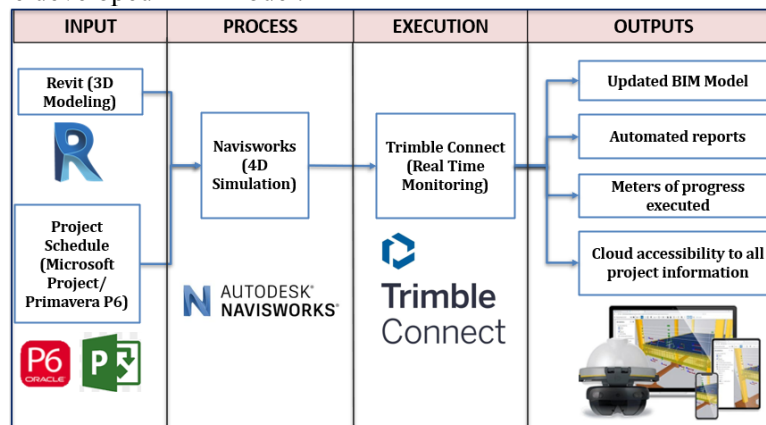 INPUT
PROCESS
EXECUTION
OUTPUTS
Revit (3D
Modeling)
Project
Schedule
(Microsoft
Project/
Primavera P6)
P6
ORACLE
P
Navisworks
(4D
Simulation)
N AUTODESK®
NAVISWORKS®
Trimble Connect
(Real Time
Monitoring)
Trimble
Connect
Updated BIM Model
Automated reports
Meters of progress
executed
Cloud accessibility to all
project information